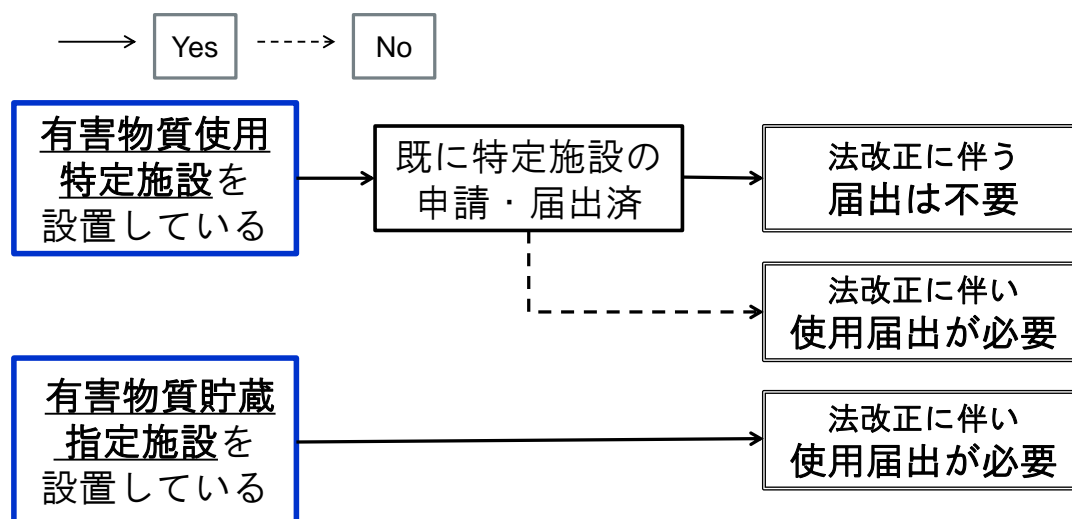 Yes
No
有害物質使用
特定施設を
設置している
既に特定施設の
申請・届出済
法改正に伴う
届出は不要
法改正に伴い
使用届出が必要
有害物質貯蔵
指定施設を
設置している
法改正に伴い
使用届出が必要